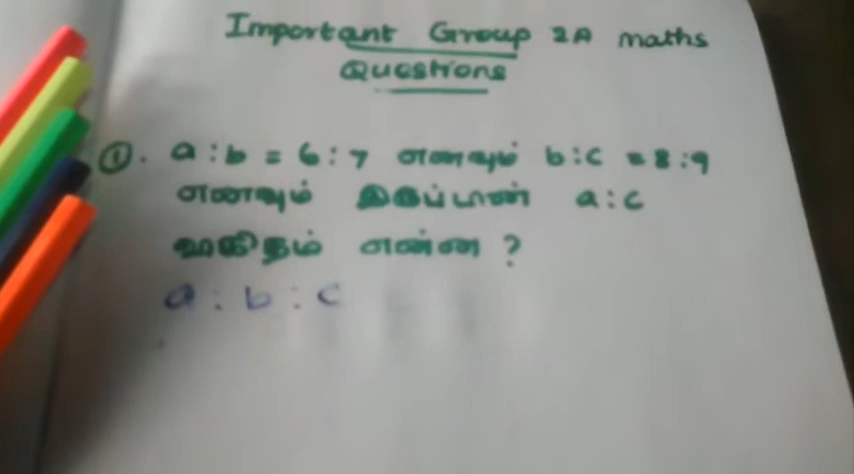 Important Group 2A maths
Questions
①. a : b = 6 : 7 எனவும் b : c = 8 : 9
எனவும் இருப்பின் a : c
விகிதம் என்ன ?
a : b : c